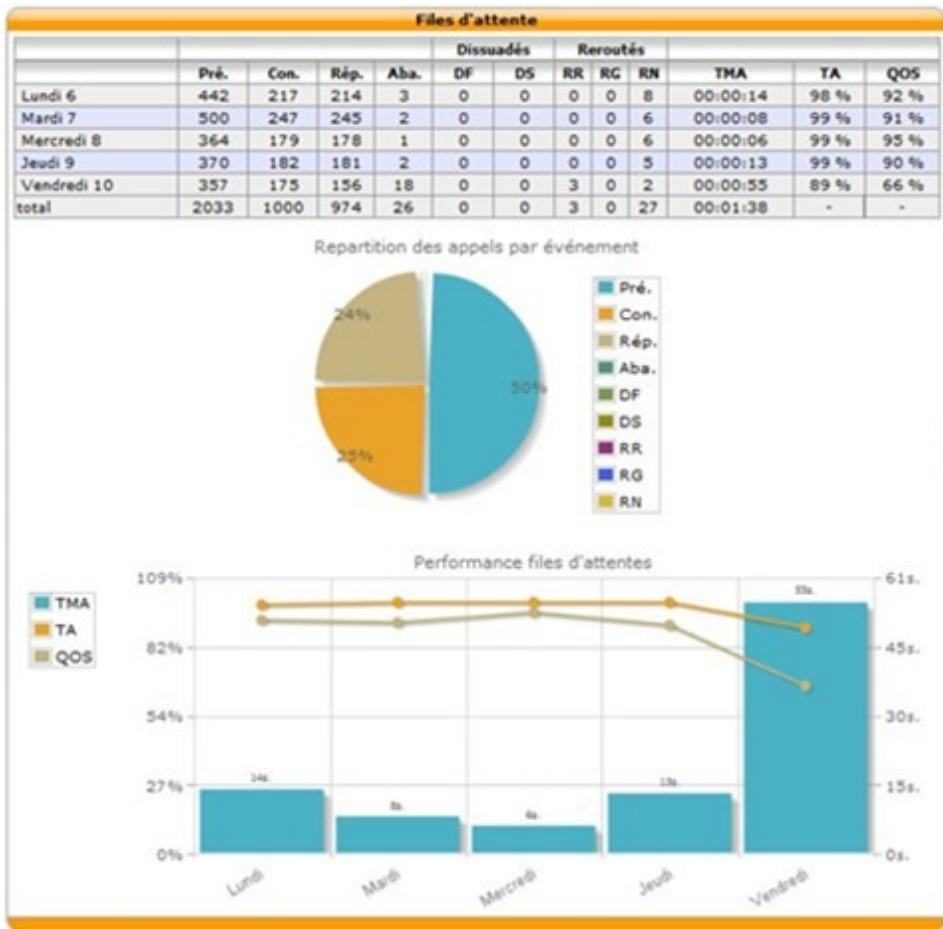 Files d'attente
Dissuadés Reroutés
Pré. Con. Rép. Aba. DF DS RR RG RN TMA TA QOS
Lundi 6 442 217 214 3 0 0 0 0 8 00:00:14 98 % 92 %
Mardi 7 500 247 245 2 0 0 0 0 6 00:00:08 99 % 91 %
Mercredi 8 364 179 178 1 0 0 0 0 6 00:00:06 99 % 95 %
Jeudi 9 370 182 181 2 0 0 0 0 5 00:00:13 99 % 90 %
Vendredi 10 357 175 156 18 0 0 3 0 2 00:00:55 89 % 66 %
total 2033 1000 974 26 0 0 3 0 27 00:01:38 - -
Repartition des appels par événement
24%
50%
25%
Pré.
Con.
Rép.
Aba.
DF
DS
RR
RG
RN
Performance files d'attentes
TMA
TA
QOS
109%
82%
54%
27%
0%
61s.
45s.
30s.
15s.
0s.
14s.
8s.
6s.
13s.
55s.
Lundi
Mardi
Mercredi
Jeudi
Vendredi